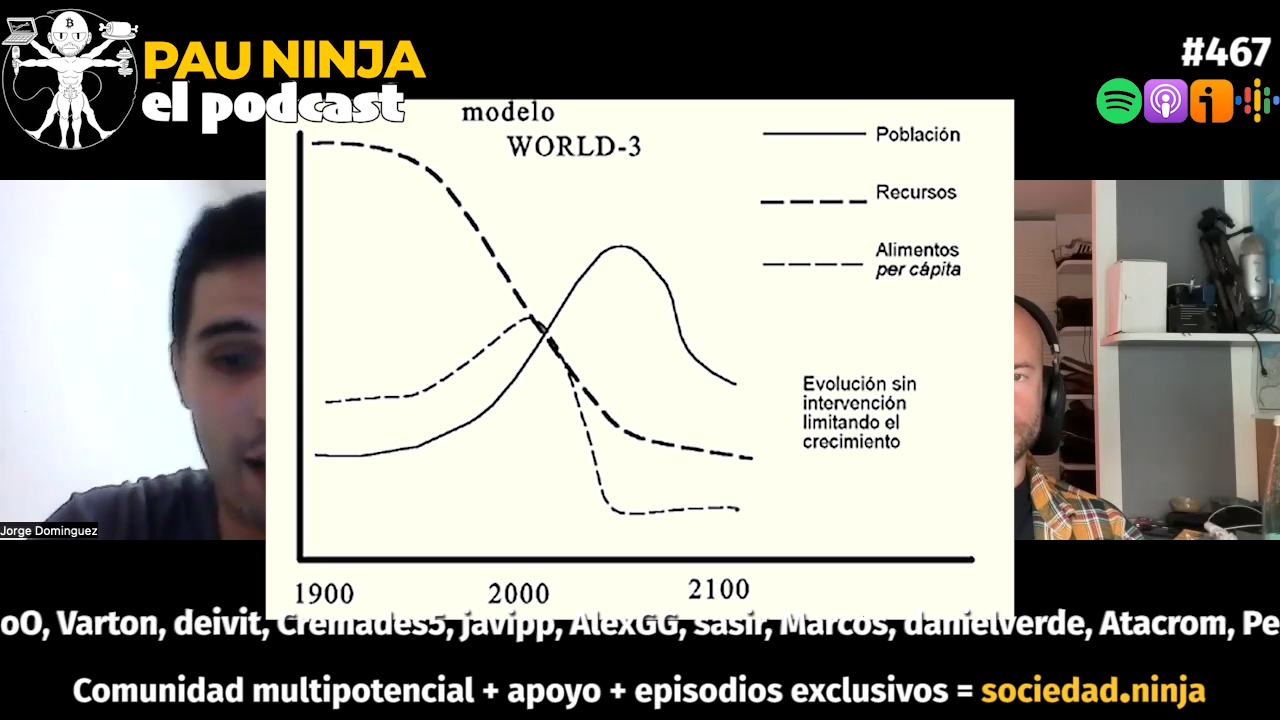 PAU NINJA
el podcast
#467
modelo
WORLD-3
Población
Recursos
Alimentos
per cápita
Evolución sin
intervención
limitando el
crecimiento
Jorge Dominguez
1900 2000 2100
oO, Varton, deivit, Cremades5, javipp, AlexGG, sasir, Marcos, danielverde, Atacrom, Pe
Comunidad multipotencial + apoyo + episodios exclusivos = sociedad.ninja